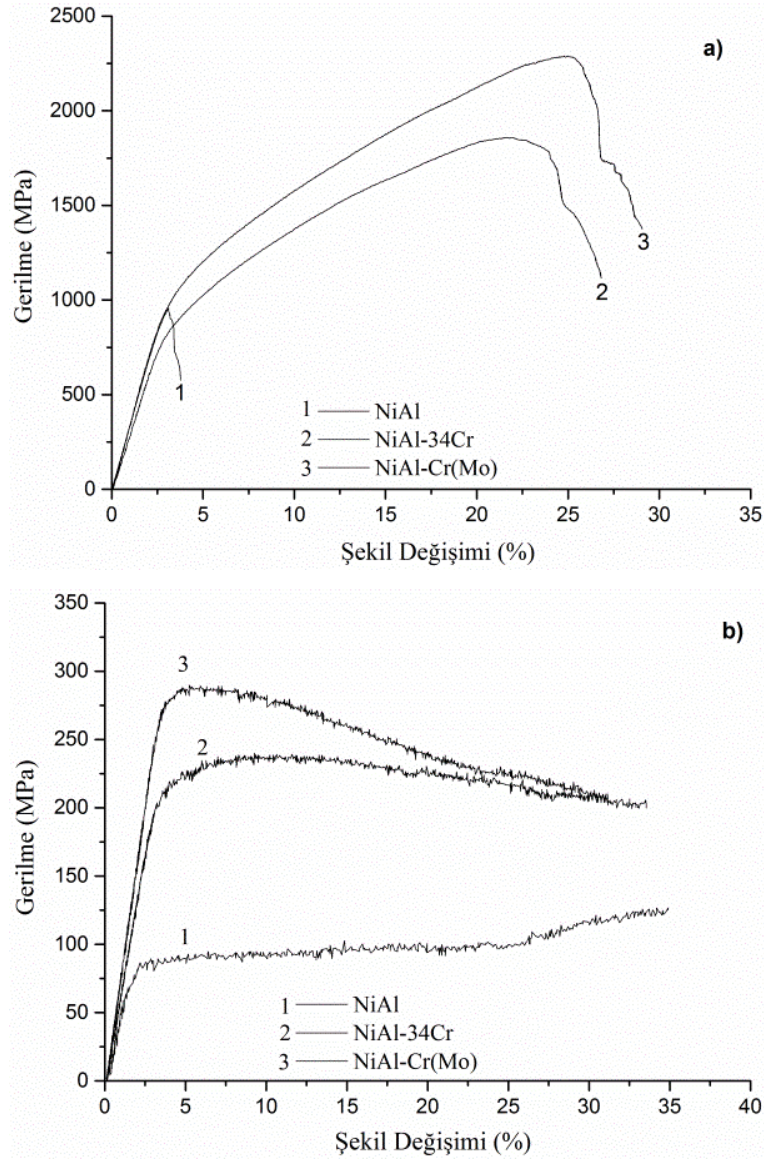 a)
2500
2000
1500
1000
500
0
Gerilme (MPa)
1
2
3
1 NiAl
2 NiAl-34Cr
3 NiAl-Cr(Mo)
0 5 10 15 20 25 30 35
Şekil Değişimi (%)
b)
350
300
250
200
150
100
50
0
Gerilme (MPa)
3
2
1
1 NiAl
2 NiAl-34Cr
3 NiAl-Cr(Mo)
0 5 10 15 20 25 30 35 40
Şekil Değişimi (%)